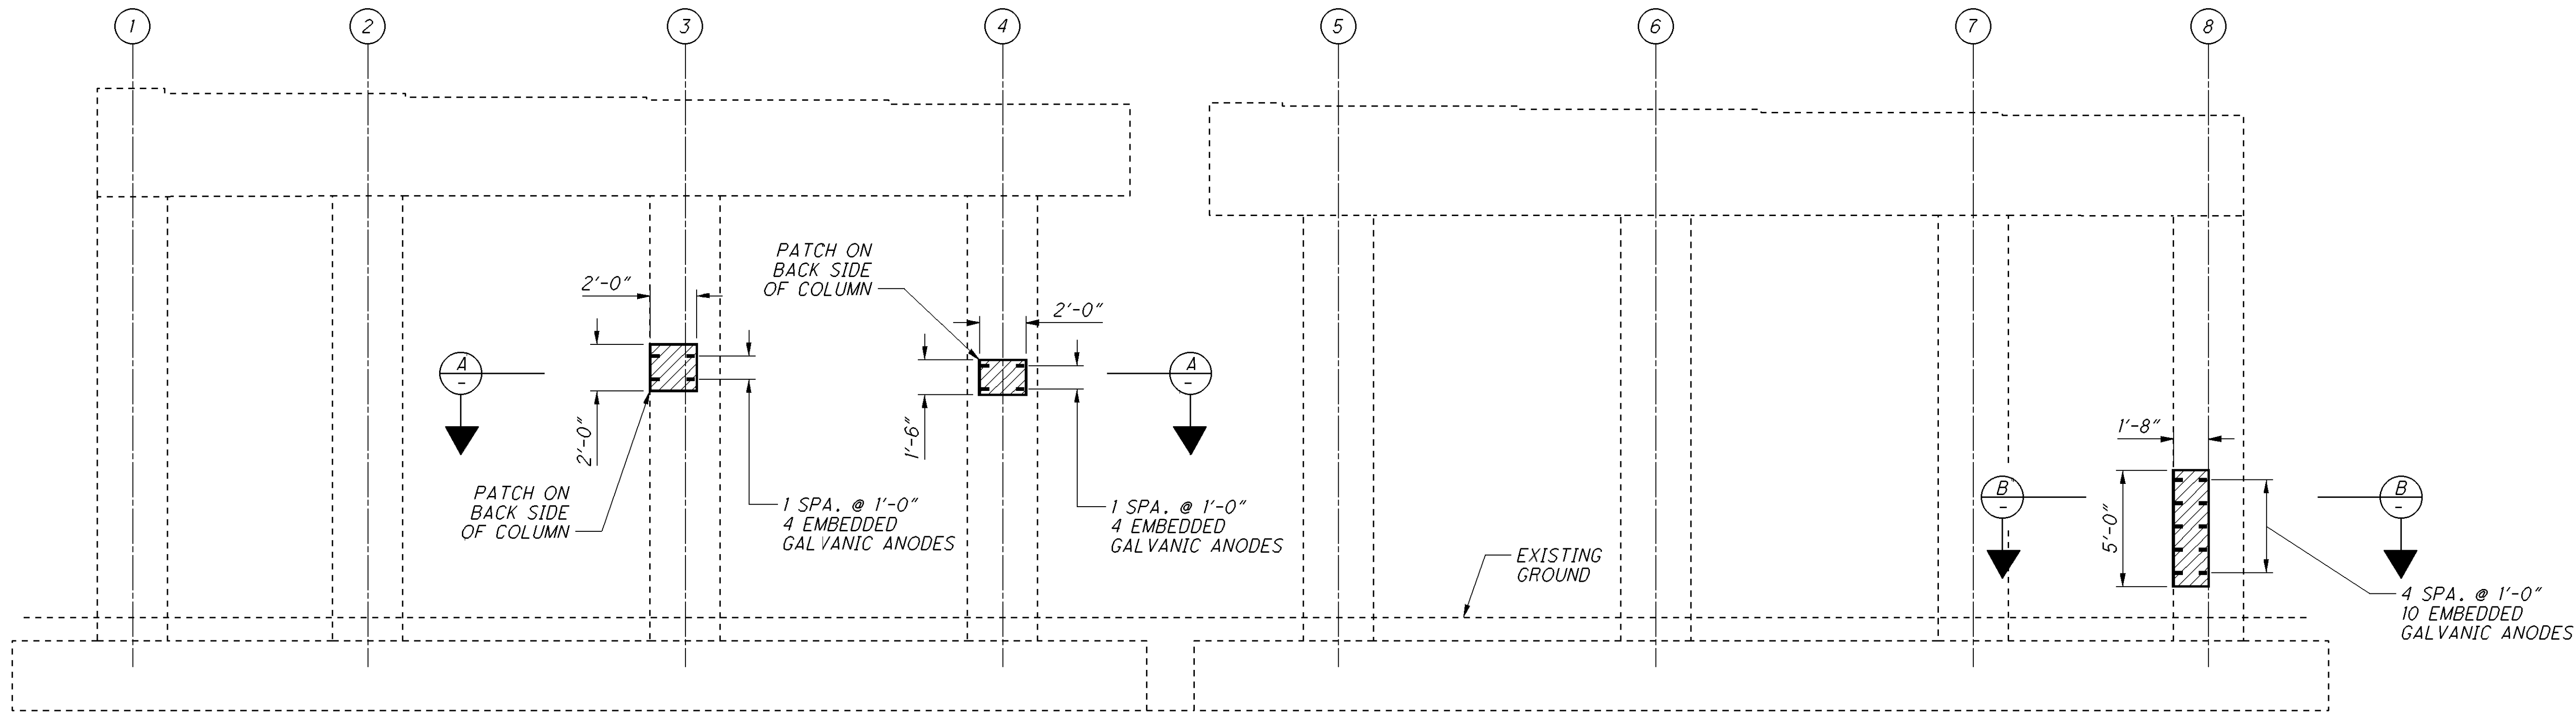 1
2
3
4
5
6
7
8
PATCH ON
BACK SIDE
OF COLUMN
2'-0"
2'-0"
A
-
2'-0"
1'-6"
A
-
PATCH ON
BACK SIDE
OF COLUMN
1 SPA. @ 1'-0"
4 EMBEDDED
GALVANIC ANODES
1 SPA. @ 1'-0"
4 EMBEDDED
GALVANIC ANODES
EXISTING
GROUND
1'-8"
B
-
5'-0"
B
-
4 SPA. @ 1'-0"
10 EMBEDDED
GALVANIC ANODES